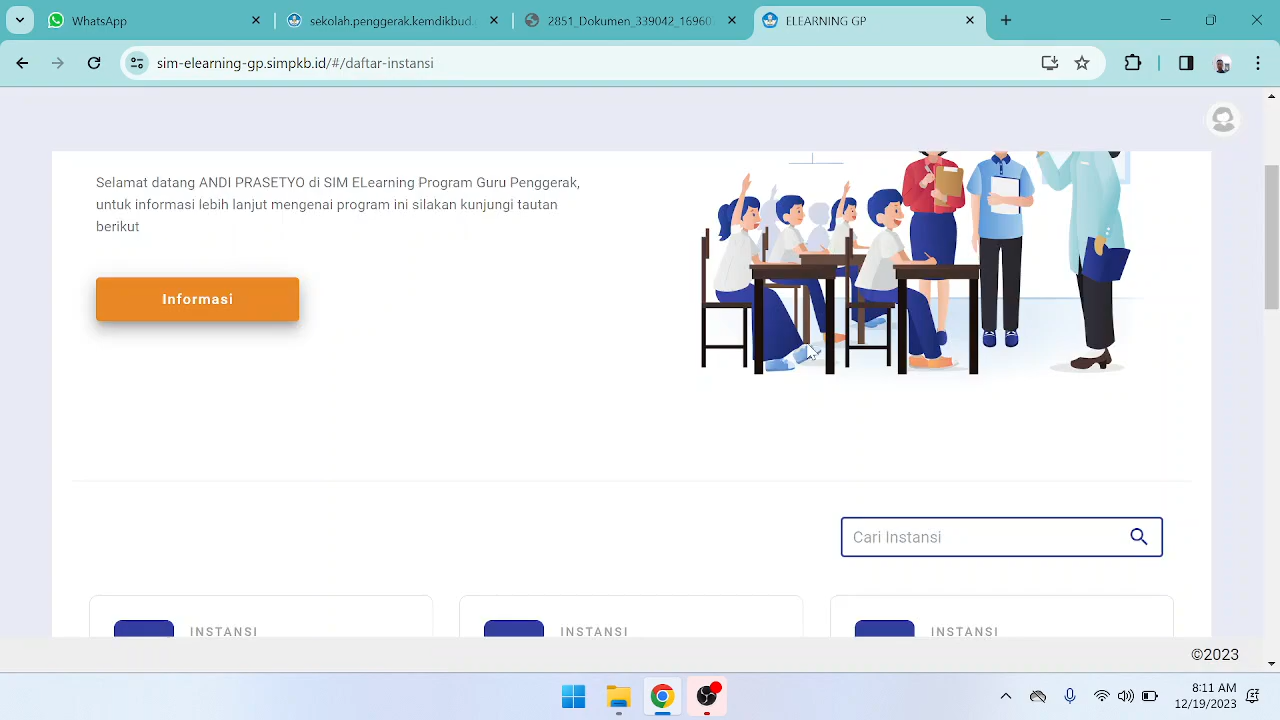 WhatsApp
sekolah.penggerak.kemdikbud.
2851_Dokumen_339042_16960
ELEARNING GP
sim-elearning-gp.simpkb.id/#/daftar-instansi
Selamat datang ANDI PRASETYO di SIM ELearning Program Guru Penggerak,
untuk informasi lebih lanjut mengenai program ini silakan kunjungi tautan
berikut
Informasi
Cari Instansi
INSTANSI
INSTANSI
INSTANSI
©2023
8:11 AM
12/19/2023